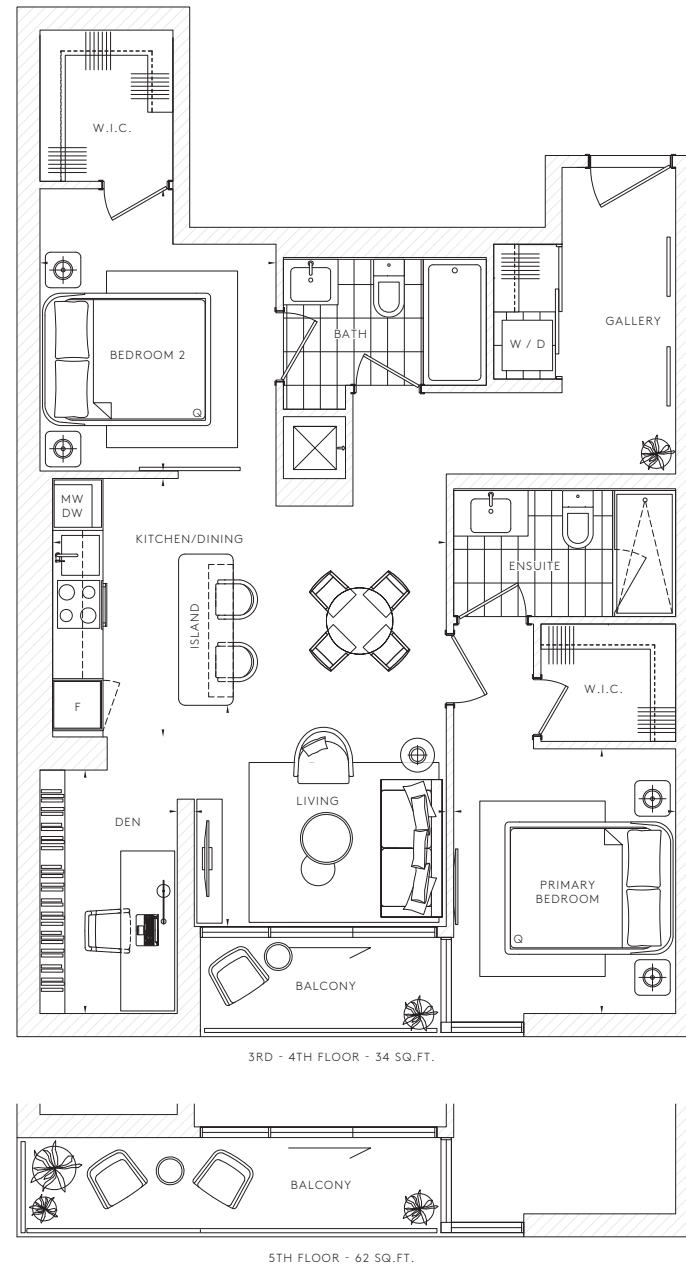 W.I.C.
GALLERY
BATH
W / D
BEDROOM 2
Q
MW
DW
KITCHEN/DINING
ENSUITE
ISLAND
W.I.C.
F
LIVING
DEN
PRIMARY
BEDROOM
Q
BALCONY
3RD - 4TH FLOOR - 34 SQ.FT.
BALCONY
5TH FLOOR - 62 SQ.FT.